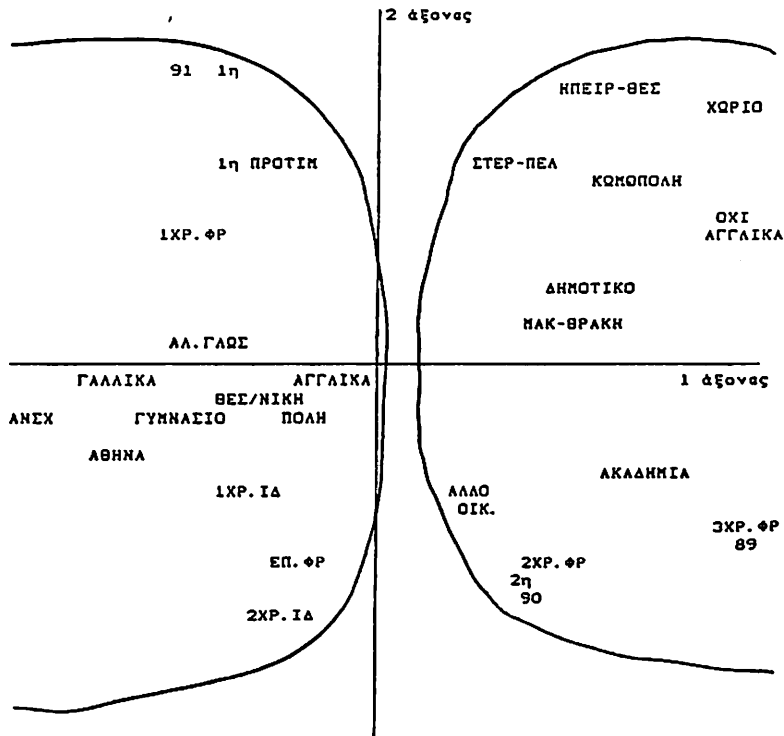 2 άξονας
91 1η
ΗΠΕΙΡ-ΘΕΣ
ΧΩΡΙΟ
1η ΠΡΟΤΙΜ
ΣΤΕΡ-ΠΕΛ
ΚΩΜΟΠΟΛΗ
1ΧΡ.ΦΡ
ΟΧΙ
ΑΓΓΛΙΚΑ
ΔΗΜΟΤΙΚΟ
ΜΑΚ-ΘΡΑΚΗ
ΑΛ.ΓΛΩΣ
ΓΑΛΛΙΚΑ
ΑΓΓΛΙΚΑ
1 άξονας
ΘΕΣ/ΝΙΚΗ
ΑΝΣΧ
ΓΥΜΝΑΣΙΟ
ΠΟΛΗ
ΑΘΗΝΑ
ΑΚΑΔΗΜΙΑ
1ΧΡ.ΙΔ
ΑΛΛΟ
ΟΙΚ.
3ΧΡ.ΦΡ
89
ΕΠ.ΦΡ
2ΧΡ.ΦΡ
2η
90
2ΧΡ.ΙΔ